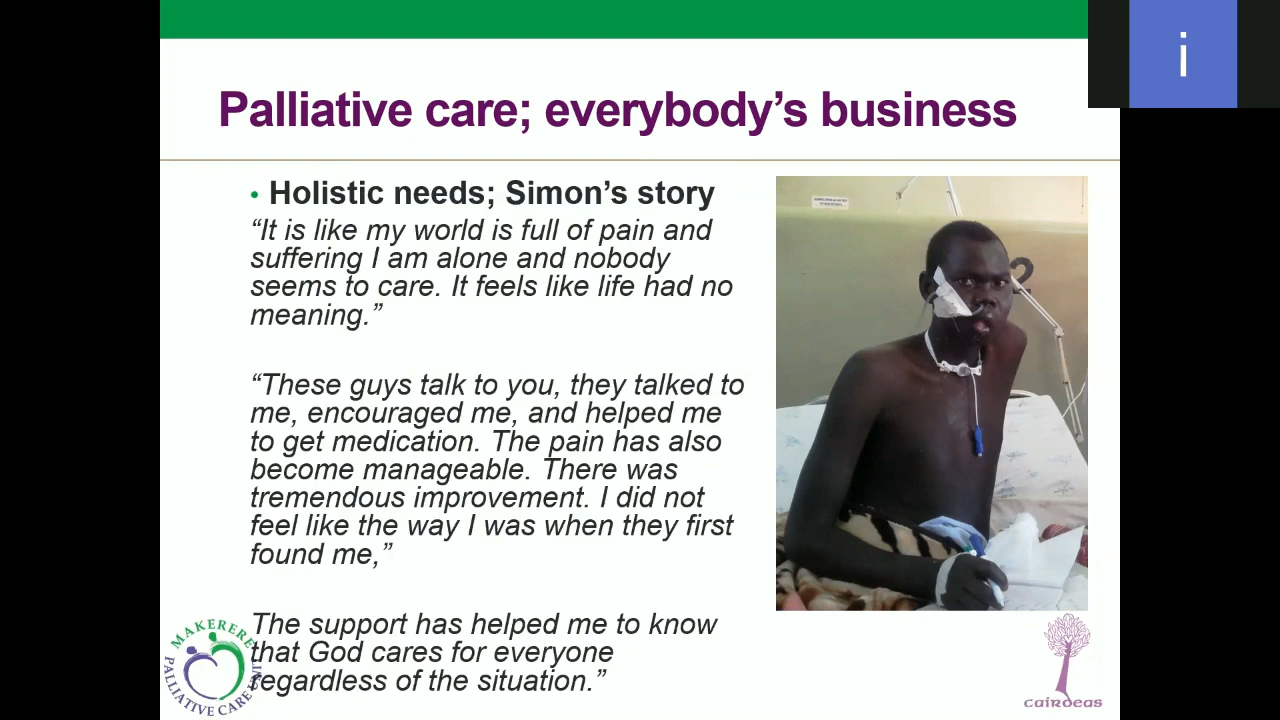 i
Palliative care; everybody’s business
• Holistic needs; Simon’s story
“It is like my world is full of pain and
suffering I am alone and nobody
seems to care. It feels like life had no
meaning.”
“These guys talk to you, they talked to
me, encouraged me, and helped me
to get medication. The pain has also
become manageable. There was
tremendous improvement. I did not
feel like the way I was when they first
found me,”
The support has helped me to know
that God cares for everyone
regardless of the situation.”
2
MAKERERE
PALLIATIVE CARE
cairdeas